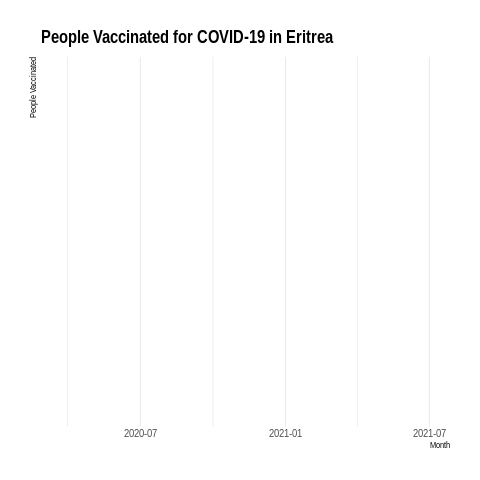 People Vaccinated for COVID-19 in Eritrea
People Vaccinated
2020-07 2021-01 2021-07
Month